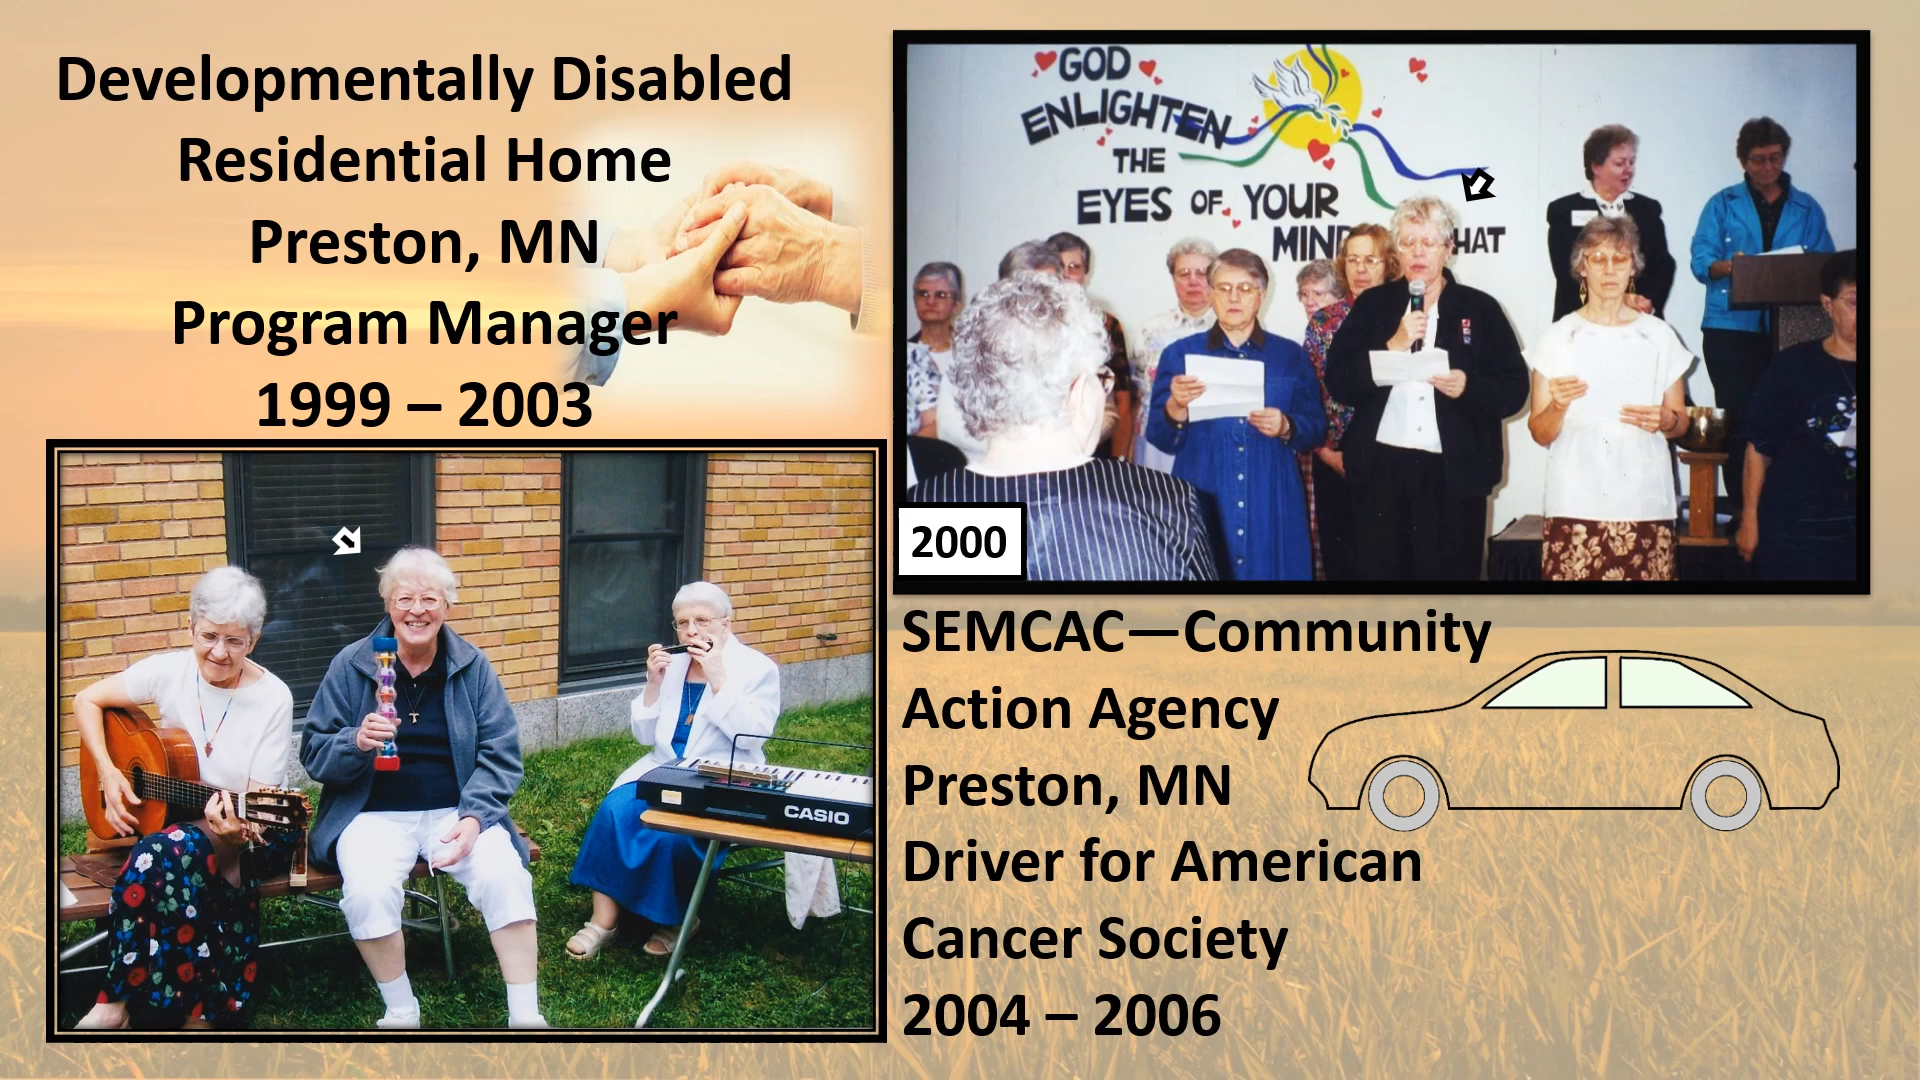 Developmentally Disabled
Residential Home
Preston, MN
Program Manager
1999 – 2003
GOD
ENLIGHTEN
THE
EYES OF YOUR
MIND HAT
2000
CASIO
SEMCAC—Community
Action Agency
Preston, MN
Driver for American
Cancer Society
2004 – 2006